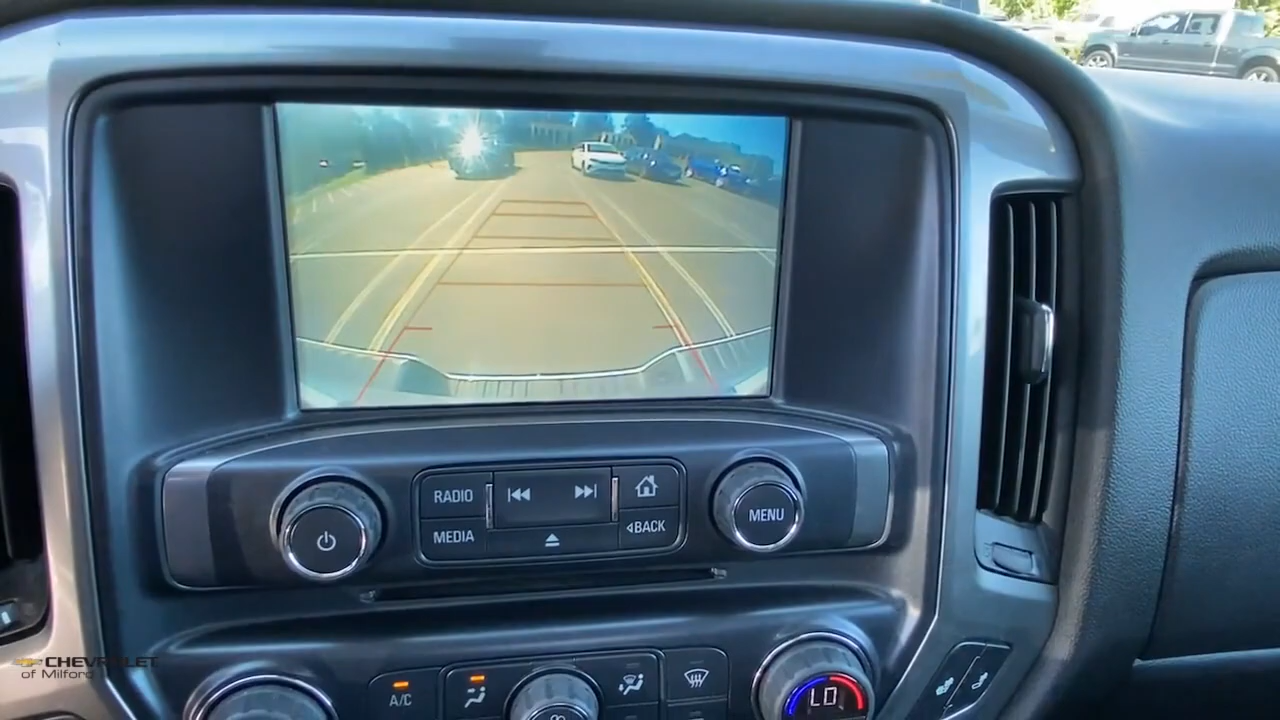 RADIO
MEDIA
BACK
MENU
A/C
LO
CHEVROLET
of Milford